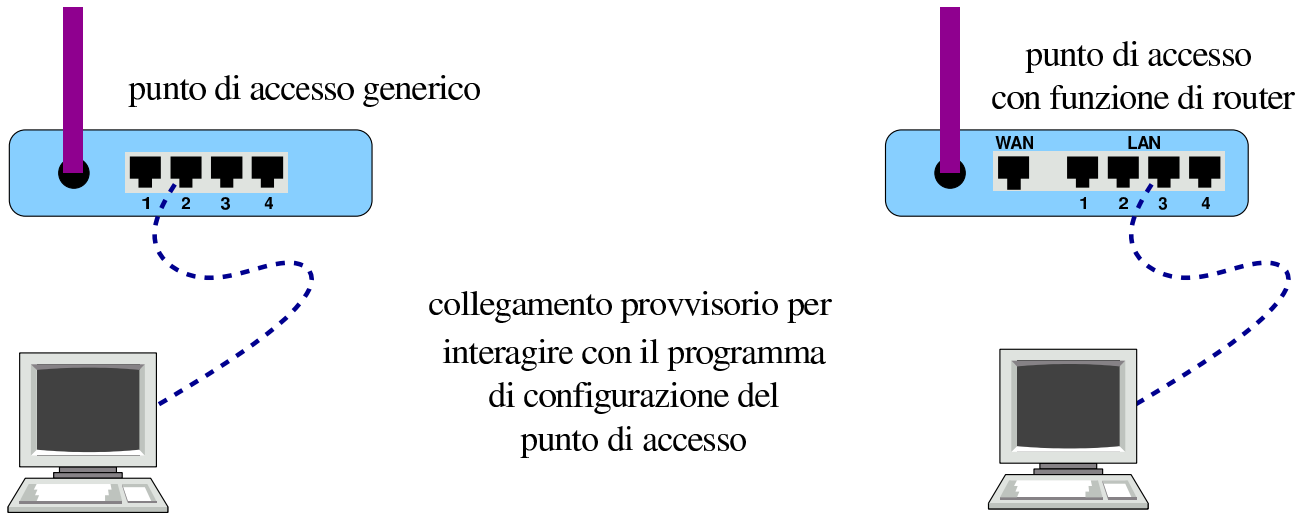 punto di accesso generico
1 2 3 4
punto di accesso
con funzione di router
WAN LAN
1 2 3 4
collegamento provvisorio per
interagire con il programma
di configurazione del
punto di accesso